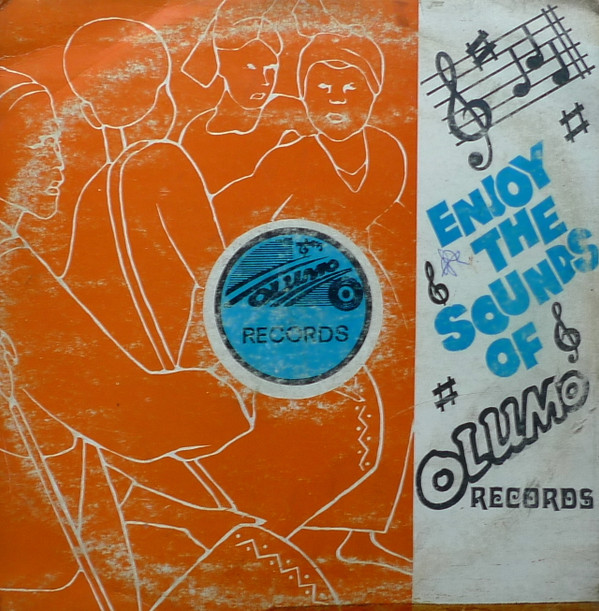 OLUMO
RECORDS
ENJOY
THE
SOUNDS
OF
OLUMO
RECORDS